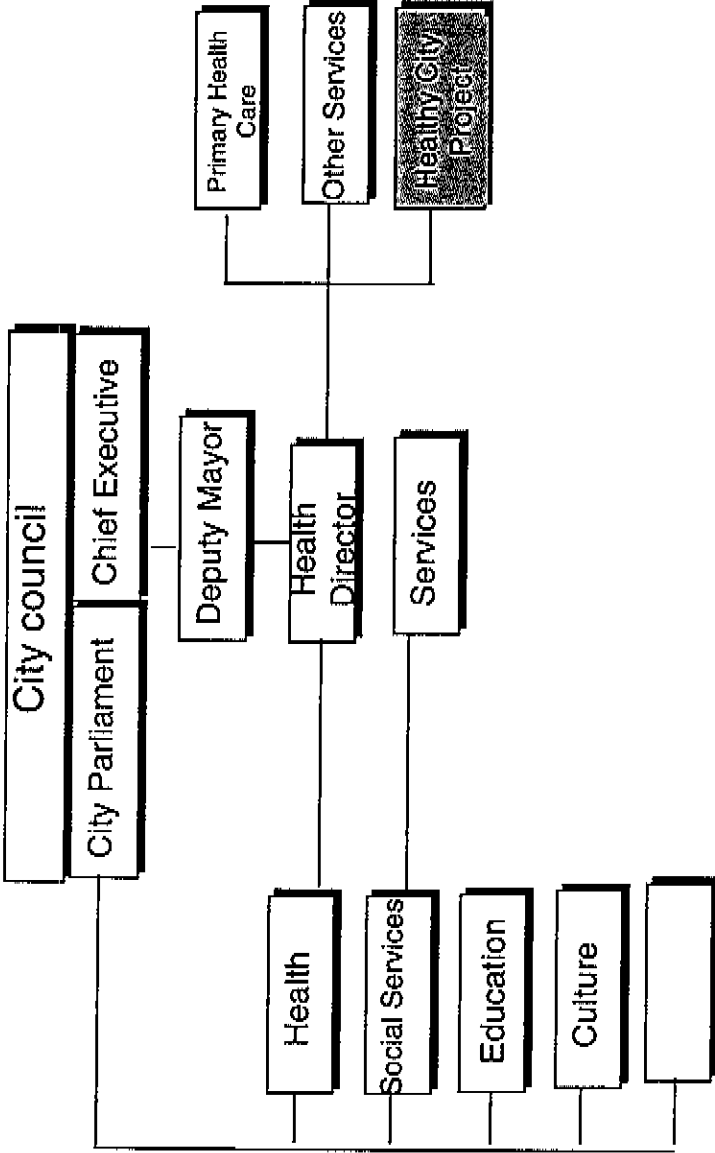 City council
City Parliament
Chief Executive
Deputy Mayor
Health
Health
Director
Primary Health
Care
Social Services
Services
Other Services
Education
Healthy City
Project
Culture